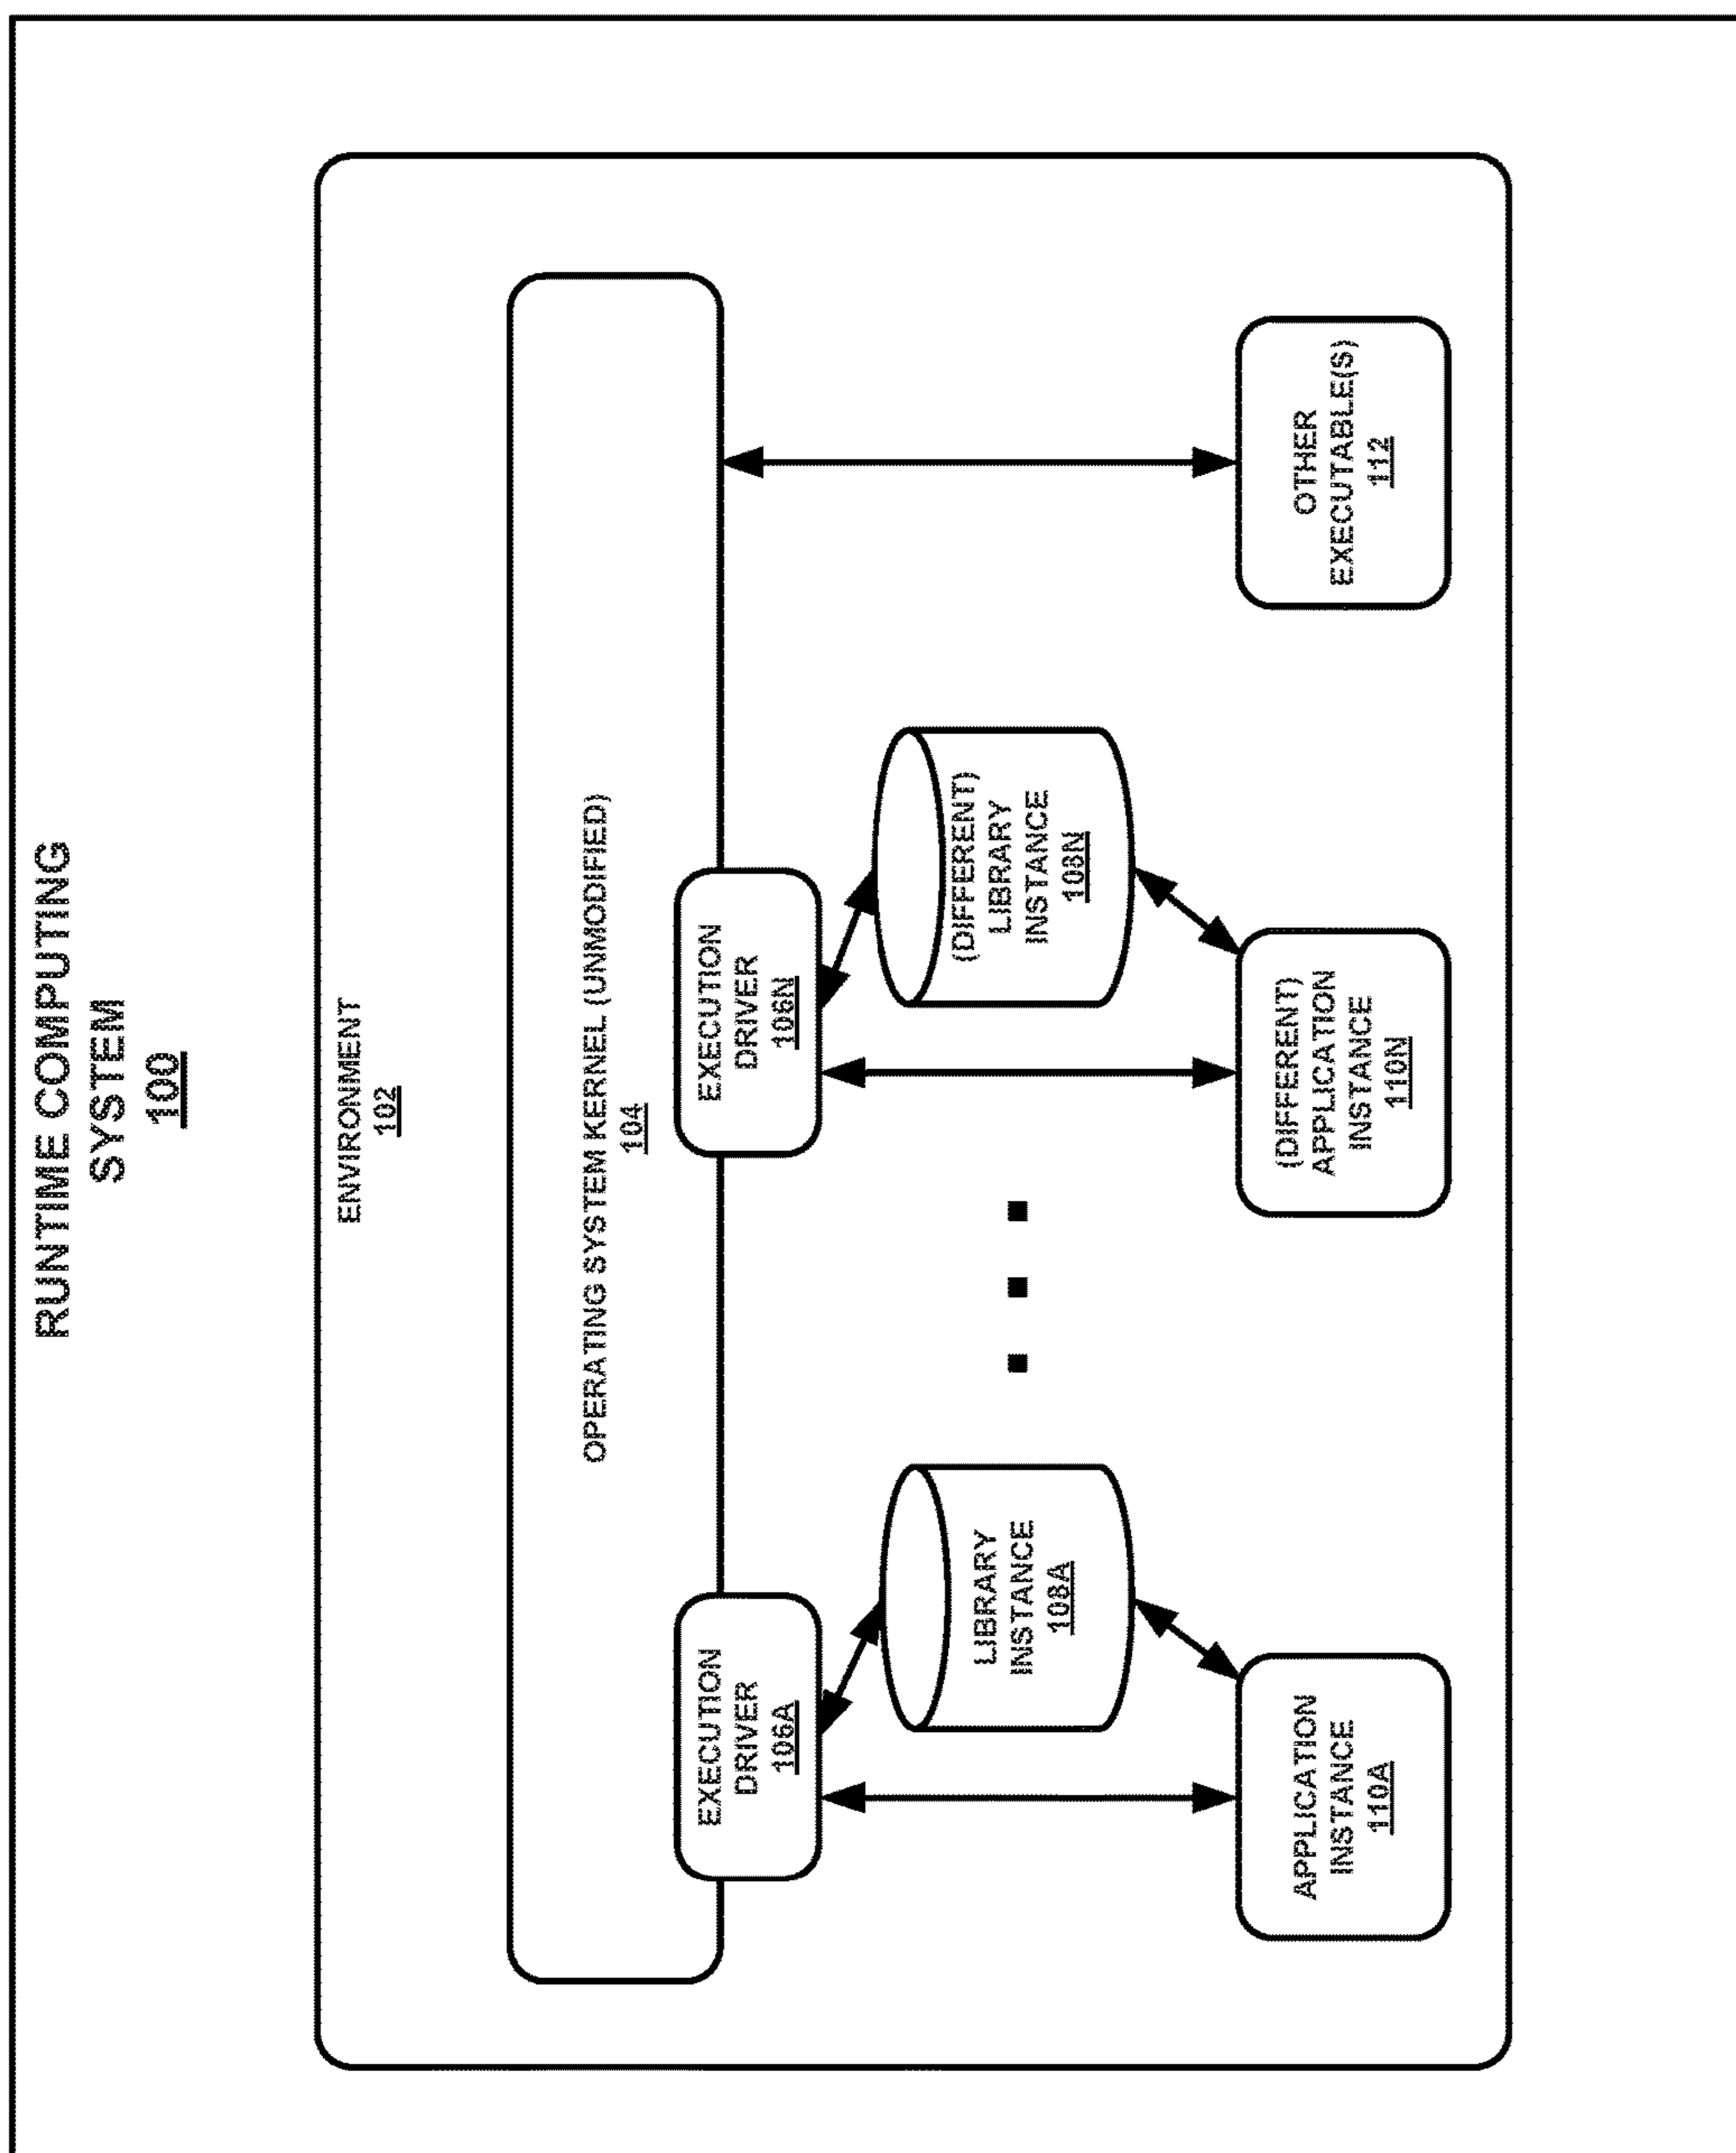 RUNTIME COMPUTING
SYSTEM
100
ENVIRONMENT
102
OPERATING SYSTEM KERNEL (UNMODIFIED)
104
EXECUTION
DRIVER
106A
EXECUTION
DRIVER
106N
LIBRARY
INSTANCE
108A
(DIFFERENT)
LIBRARY
INSTANCE
108N
APPLICATION
INSTANCE
110A
(DIFFERENT)
APPLICATION
INSTANCE
110N
OTHER
EXECUTABLE(S)
112